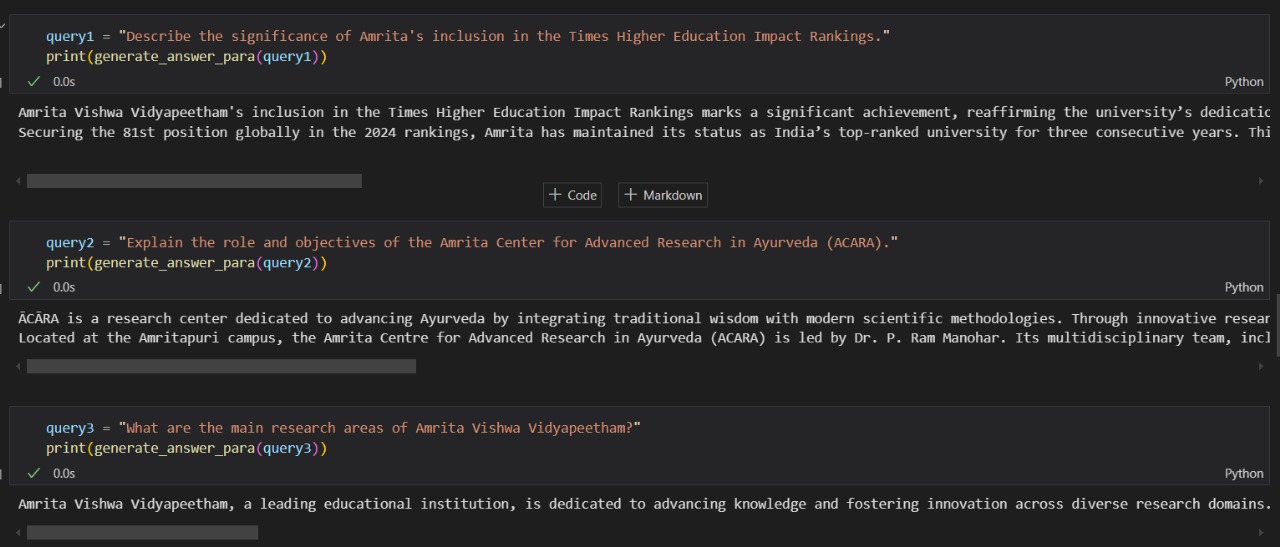 query1 = "Describe the significance of Amrita's inclusion in the Times Higher Education Impact Rankings."
print(generate_answer_para(query1))
0.0s
Python
Amrita Vishwa Vidyapeetham's inclusion in the Times Higher Education Impact Rankings marks a significant achievement, reaffirming the university’s dedicatio
Securing the 81st position globally in the 2024 rankings, Amrita has maintained its status as India’s top-ranked university for three consecutive years. Thi
+ Code + Markdown
query2 = "Explain the role and objectives of the Amrita Center for Advanced Research in Ayurveda (ACARA)."
print(generate_answer_para(query2))
0.0s
Python
ĀCĀRA is a research center dedicated to advancing Ayurveda by integrating traditional wisdom with modern scientific methodologies. Through innovative resear
Located at the Amritapuri campus, the Amrita Centre for Advanced Research in Ayurveda (ACARA) is led by Dr. P. Ram Manohar. Its multidisciplinary team, incl
query3 = "What are the main research areas of Amrita Vishwa Vidyapeetham?"
print(generate_answer_para(query3))
0.0s
Python
Amrita Vishwa Vidyapeetham, a leading educational institution, is dedicated to advancing knowledge and fostering innovation across diverse research domains.